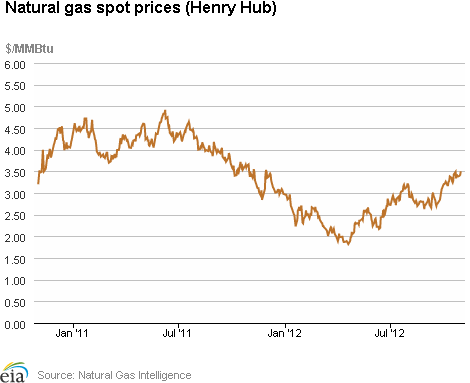 Natural gas spot prices (Henry Hub)
$/MMBtu
6.00
5.50
5.00
4.50
4.00
3.50
3.00
2.50
2.00
1.50
1.00
0.50
0.00
Jan '11
Jul '11
Jan '12
Jul '12
eia
Source: Natural Gas Intelligence